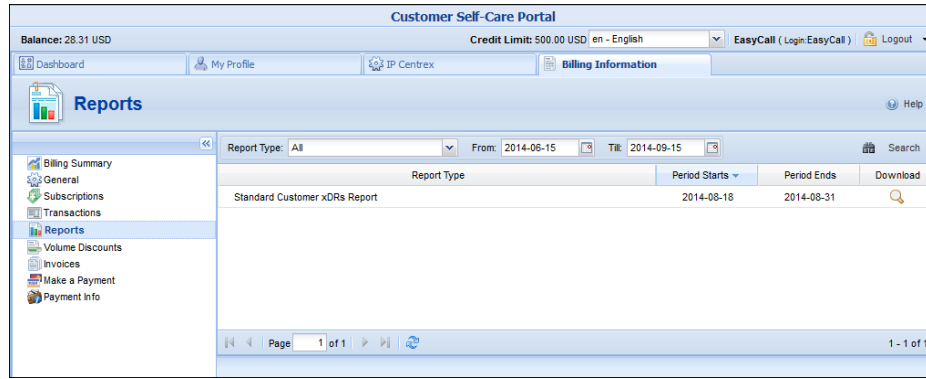 Customer Self-Care Portal
Balance: 28.31 USD Credit Limit: 500.00 USD en - English EasyCall ( Login:EasyCall ) Logout
Dashboard My Profile IP Centrex Billing Information
Reports Help
Report Type: All From: 2014-06-15 Till: 2014-09-15 Search
Billing Summary
General
Subscriptions
Transactions
Reports
Volume Discounts
Invoices
Make a Payment
Payment Info
Report Type Period Starts Period Ends Download
Standard Customer xDRs Report 2014-08-18 2014-08-31
Page 1 of 1 1 - 1 of 1